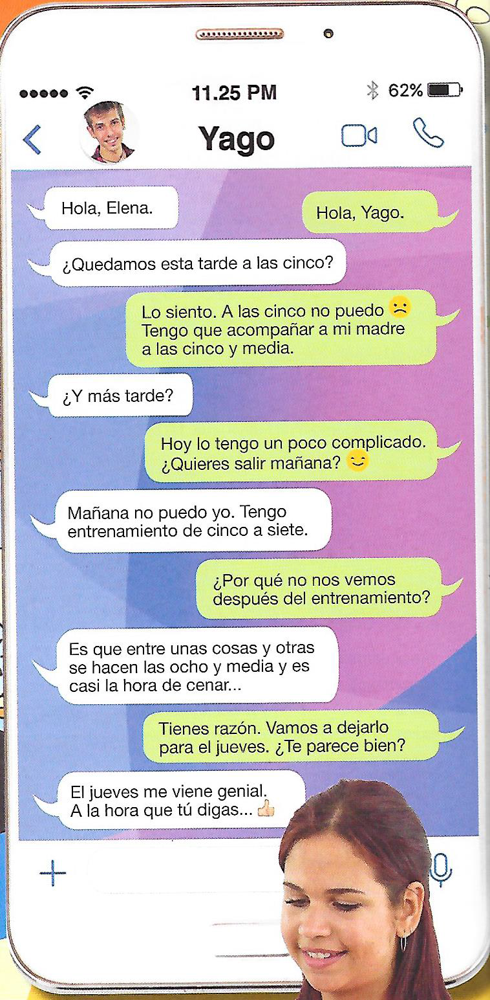 11.25 PM
62%
Yago
Hola, Elena.
Hola, Yago.
¿Quedamos esta tarde a las cinco?
Lo siento. A las cinco no puedo
Tengo que acompañar a mi madre
a las cinco y media.
¿Y más tarde?
Hoy lo tengo un poco complicado.
¿Quieres salir mañana?
Mañana no puedo yo. Tengo
entrenamiento de cinco a siete.
¿Por qué no nos vemos
después del entrenamiento?
Es que entre unas cosas y otras
se hacen las ocho y media y es
casi la hora de cenar...
Tienes razón. Vamos a dejarlo
para el jueves. ¿Te parece bien?
El jueves me viene genial.
A la hora que tú digas...